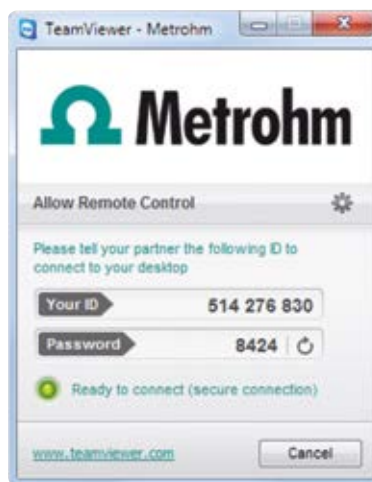 TeamViewer - Metrohm
Metrohm
Allow Remote Control
Please tell your partner the following ID to
connect to your desktop
Your ID 514 276 830
Password 8424
Ready to connect (secure connection)
www.teamviewer.com Cancel